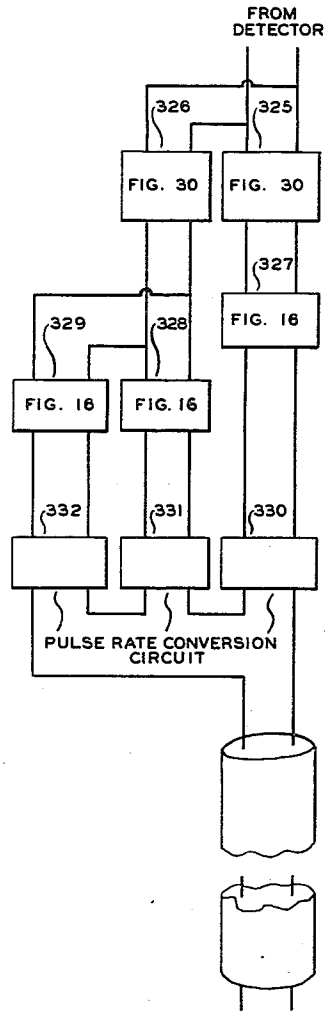 FROM
DETECTOR
326
325
FIG. 30
FIG. 30
327
FIG. 16
329
328
FIG. 16
FIG. 16
332
331
330
PULSE RATE CONVERSION
CIRCUIT